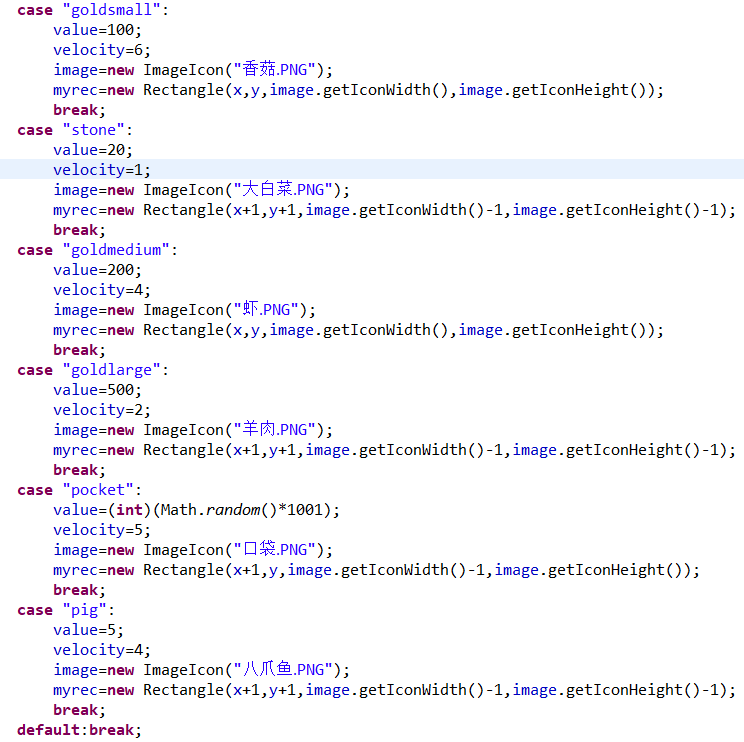 case "goldsmall":
    value=100;
    velocity=6;
    image=new ImageIcon("香菇.PNG");
    myrec=new Rectangle(x,y,image.getIconWidth(),image.getIconHeight());
    break;
case "stone":
    value=20;
    velocity=1;
    image=new ImageIcon("大白菜.PNG");
    myrec=new Rectangle(x+1,y+1,image.getIconWidth()-1,image.getIconHeight()-1);
    break;
case "goldmedium":
    value=200;
    velocity=4;
    image=new ImageIcon("虾.PNG");
    myrec=new Rectangle(x,y,image.getIconWidth(),image.getIconHeight());
    break;
case "goldlarge":
    value=500;
    velocity=2;
    image=new ImageIcon("羊肉.PNG");
    myrec=new Rectangle(x+1,y+1,image.getIconWidth()-1,image.getIconHeight()-1);
    break;
case "pocket":
    value=(int)(Math.random()*1001);
    velocity=5;
    image=new ImageIcon("口袋.PNG");
    myrec=new Rectangle(x+1,y,image.getIconWidth()-1,image.getIconHeight());
    break;
case "pig":
    value=5;
    velocity=4;
    image=new ImageIcon("八爪鱼.PNG");
    myrec=new Rectangle(x+1,y+1,image.getIconWidth()-1,image.getIconHeight()-1);
    break;
default:break;